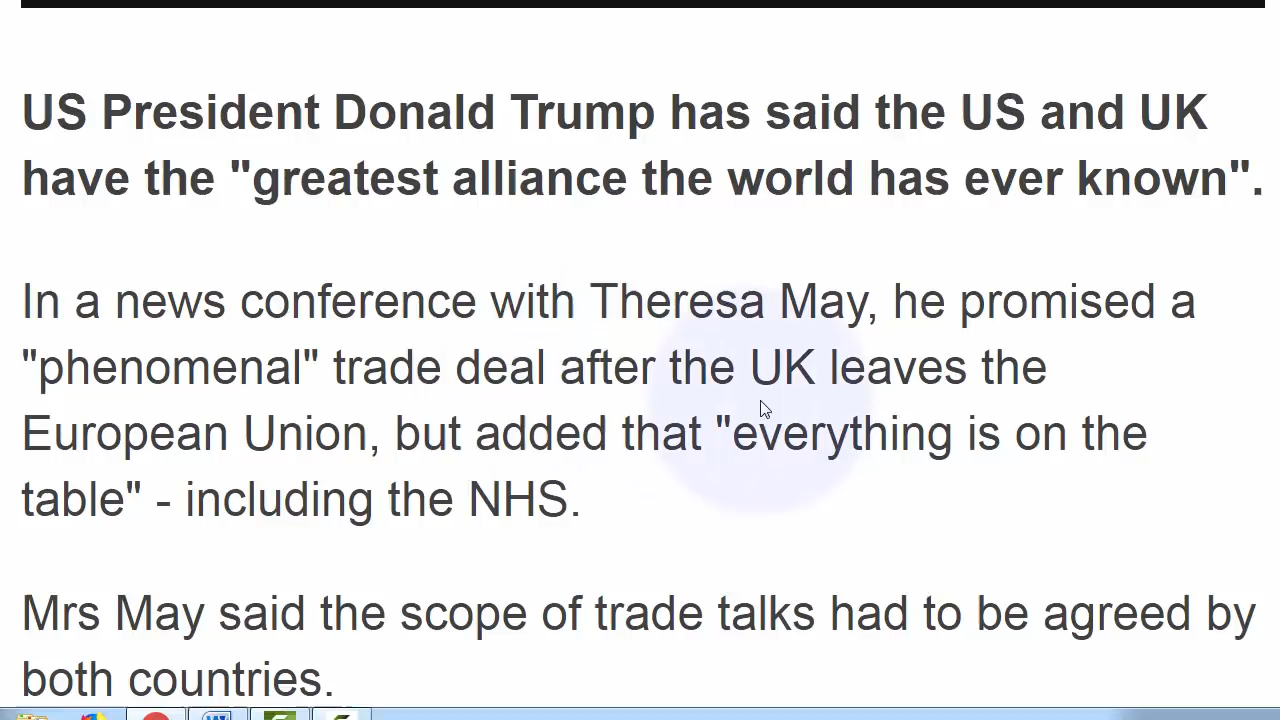 US President Donald Trump has said the US and UK
have the "greatest alliance the world has ever known".
In a news conference with Theresa May, he promised a
"phenomenal" trade deal after the UK leaves the
European Union, but added that "everything is on the
table" - including the NHS.
Mrs May said the scope of trade talks had to be agreed by
both countries.